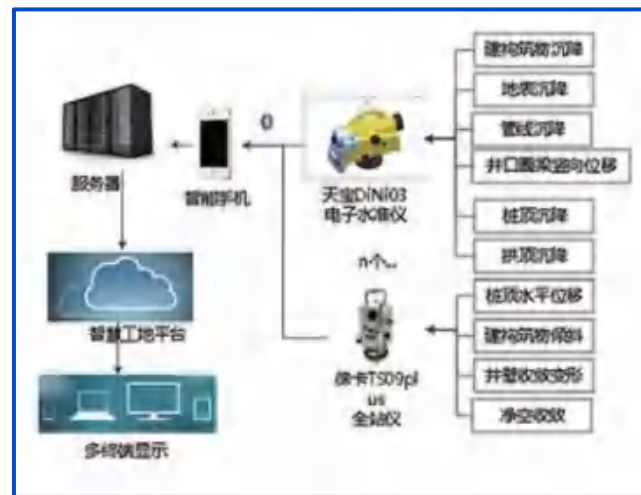 建构筑物沉降
地表沉降
管线沉降
井口圈梁竖向位移
桩顶沉降
拱顶沉降
桩顶水平位移
建构筑物倾斜
井壁收敛变形
净空收敛
天宝DiNi03
电子水准仪
n个..
徕卡TS09pl
us
全站仪
智能手机
服务器
智慧工地平台
多终端显示